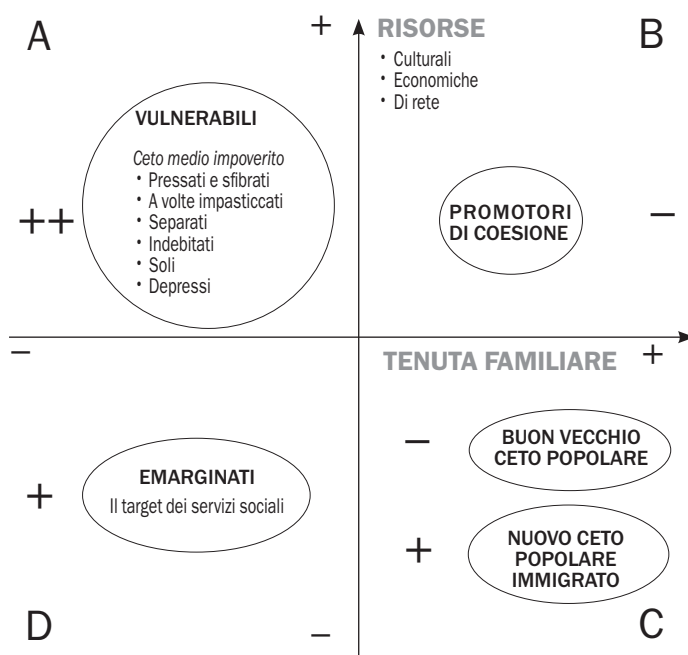 A
+
RISORSE
• Culturali
• Economiche
• Di rete
B
VULNERABILI
Ceto medio impoverito
• Pressati e sfibrati
• A volte impasticcati
• Separati
• Indebitati
• Soli
• Depressi
++
PROMOTORI
DI COESIONE
–
–
TENUTA FAMILIARE
+
–
BUON VECCHIO
CETO POPOLARE
+
EMARGINATI
Il target dei servizi sociali
+
NUOVO CETO
POPOLARE
IMMIGRATO
D
–
C